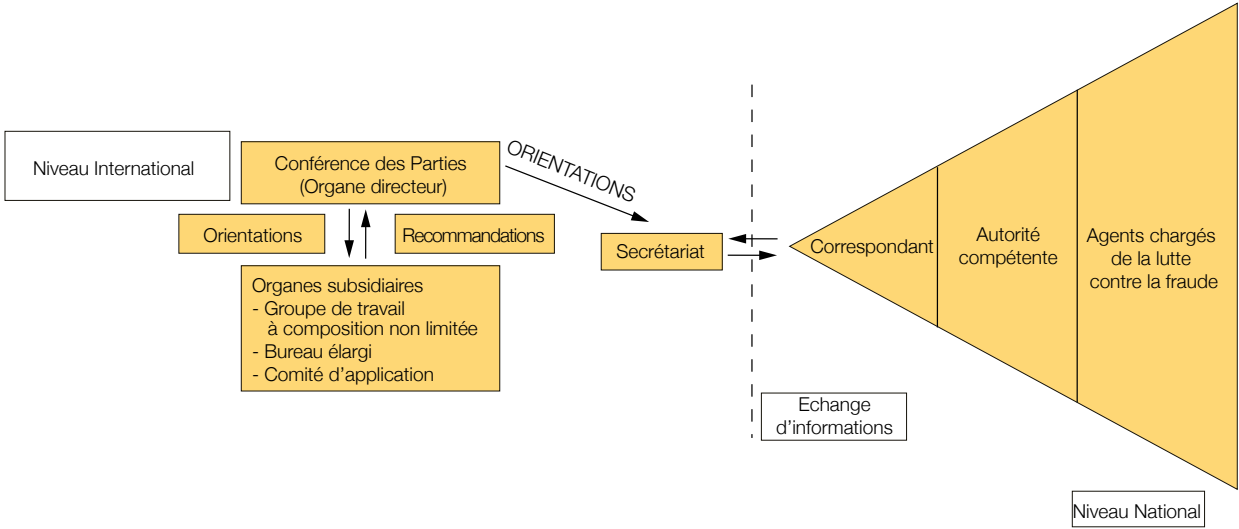 Niveau International
Conférence des Parties
(Organe directeur)
ORIENTATIONS
Orientations
Recommandations
Organes subsidiaires
- Groupe de travail
à composition non limitée
- Bureau élargi
- Comité d'application
Secrétariat
Correspondant
Autorité
compétente
Agents chargés
de la lutte
contre la fraude
Echange
d'informations
Niveau National